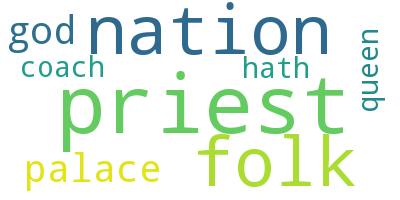 god nation
coach hath queen
priest
palace folk